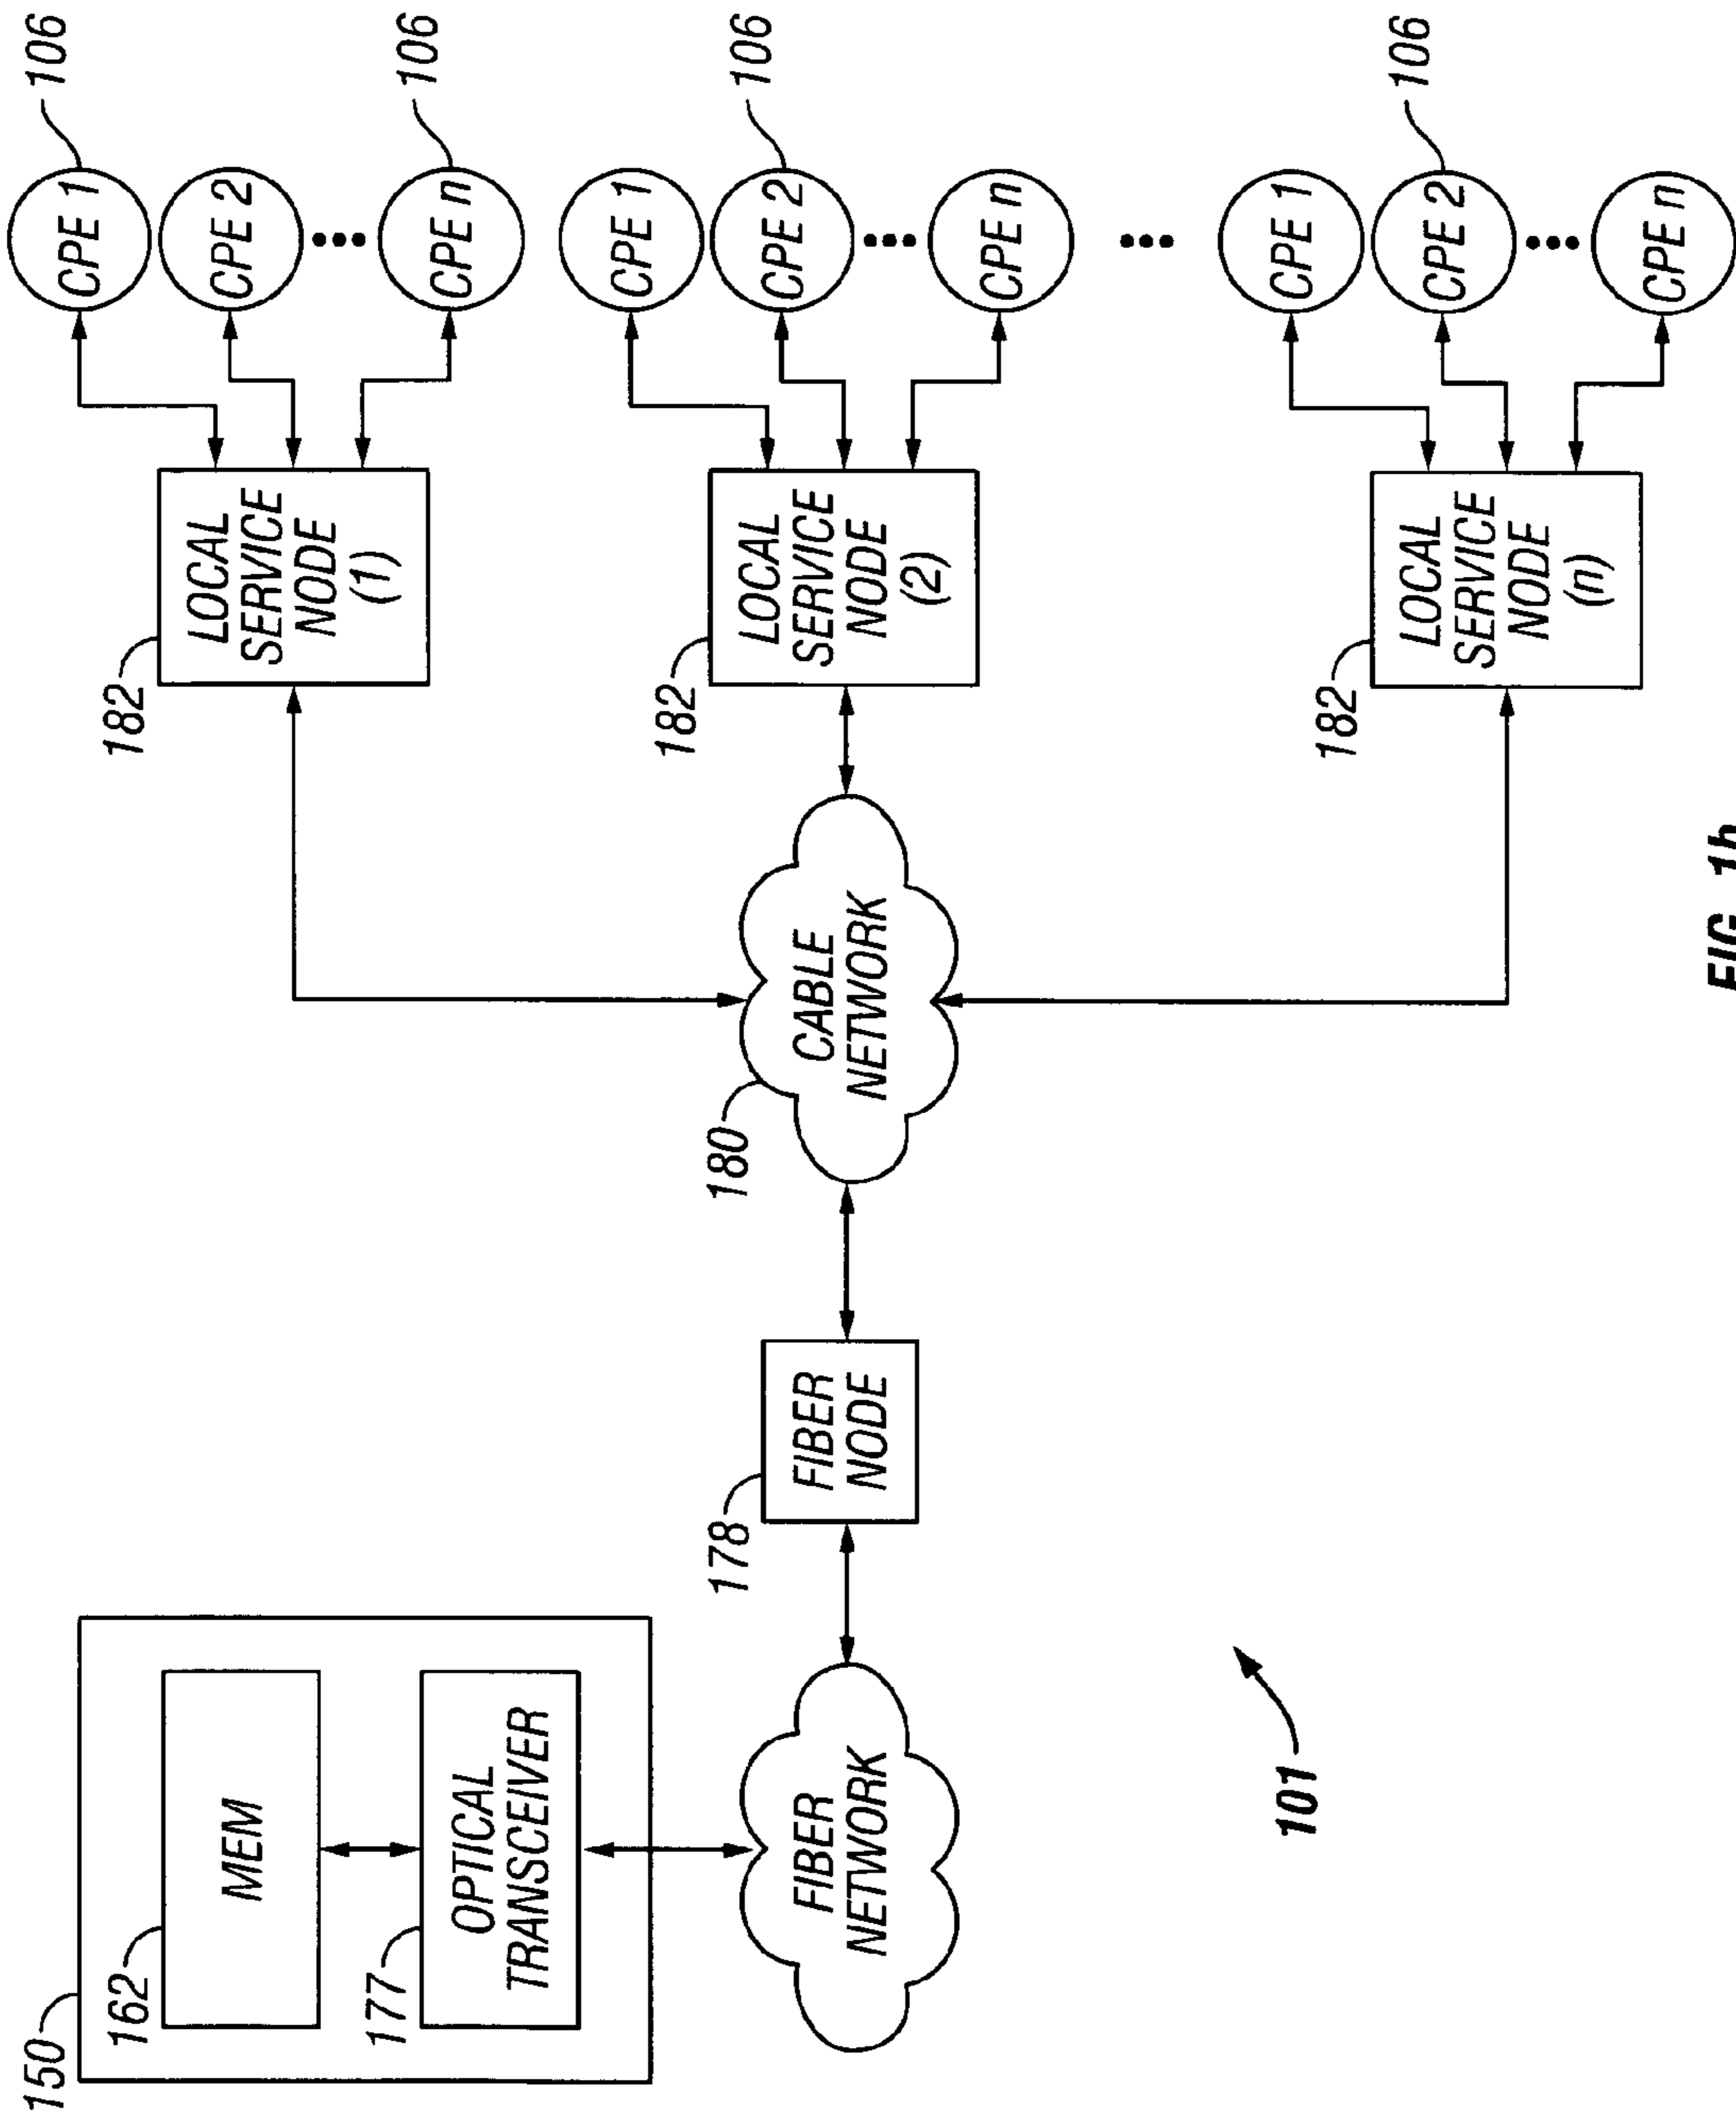 150
162
MEM
177
OPTICAL
TRANSCEIVER
FIBER
NETWORK
178
FIBER
NODE
180
CABLE
NETWORK
182
LOCAL
SERVICE
NODE
(1)
182
LOCAL
SERVICE
NODE
(2)
182
LOCAL
SERVICE
NODE
(n)
CPE 1
106
CPE 2
CPE n
106
CPE 1
CPE 2
106
CPE n
CPE 1
CPE 2
106
CPE n
101
FIG. 1b